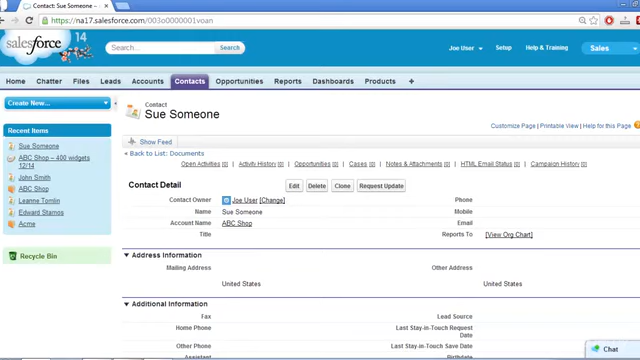 Contact: Sue Someone ~ ×
https://na17.salesforce.com/003o0000001voan
salesforce 14
Search...
Search
Joe User
Setup
Help & Training
Sales
Home
Chatter
Files
Leads
Accounts
Contacts
Opportunities
Reports
Dashboards
Products
+
Create New...
Recent Items
Sue Someone
ABC Shop – 400 widgets
12/14
John Smith
ABC Shop
Leanne Tomlin
Edward Stamos
Acme
Recycle Bin
Contact
Sue Someone
Customize Page | Printable View | Help for this Page
Show Feed
« Back to List: Documents
Open Activities [0] | Activity History [0] | Opportunities [0] | Cases [0] | Notes & Attachments [0] | HTML Email Status [0] | Campaign History [0]
Contact Detail
Edit
Delete
Clone
Request Update
Contact Owner Joe User [Change]
Phone
Name Sue Someone
Mobile
Account Name ABC Shop
Email
Title
Reports To [View Org Chart]
Address Information
Mailing Address
Other Address
United States
United States
Additional Information
Fax
Lead Source
Home Phone
Last Stay-in-Touch Request
Date
Other Phone
Last Stay-in-Touch Save Date
Assistant
Birthdate
Chat